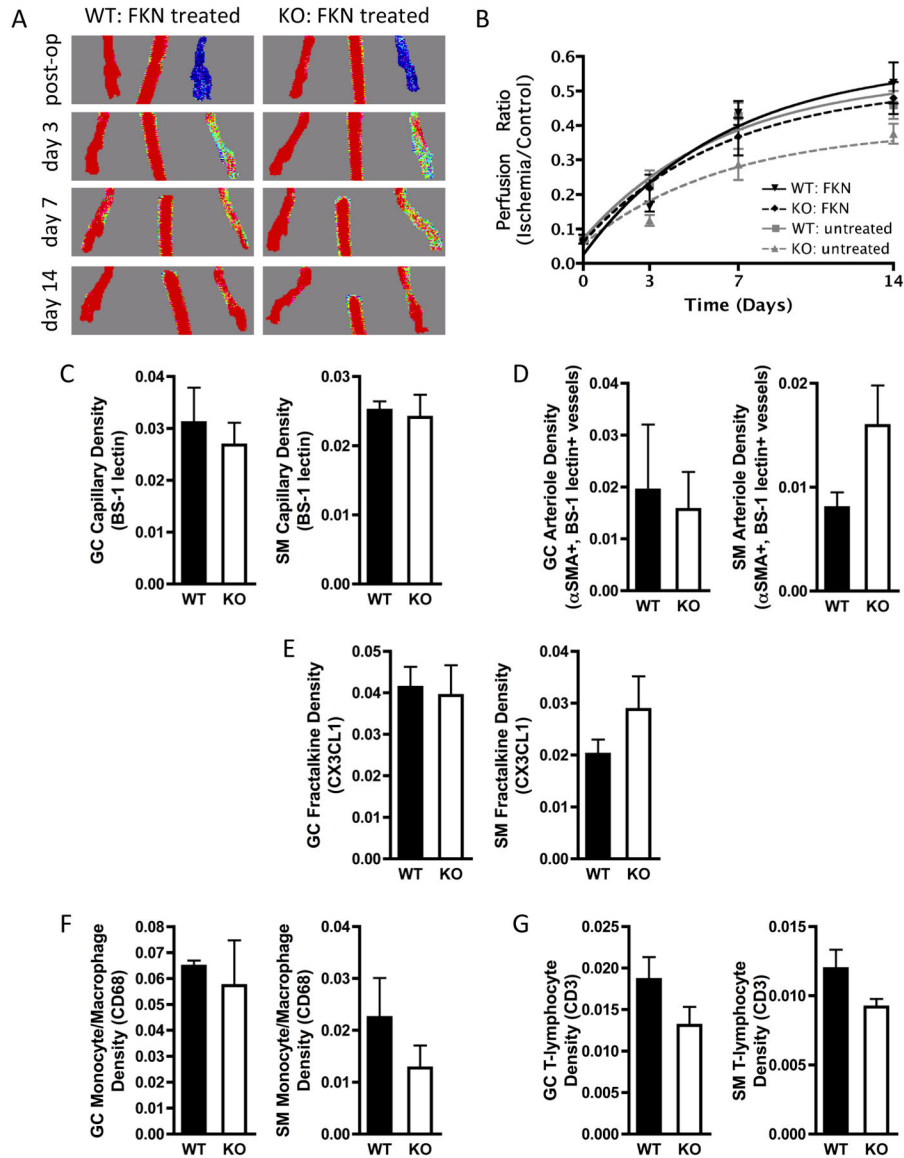 A
WT: FKN treated
KO: FKN treated
post-op
day 3
day 7
day 14
B
Perfusion Ratio
(Ischemia/Control)
0.6
0.5
0.4
0.3
0.2
0.1
0.0
WT: FKN
KO: FKN
WT: untreated
KO: untreated
0
3
7
14
Time (Days)
C
GC Capillary Density
(BS-1 lectin)
0.04
0.03
0.02
0.01
0.00
WT
KO
SM Capillary Density
(BS-1 lectin)
0.03
0.02
0.01
0.00
WT
KO
D
GC Arteriole Density
(αSMA+, BS-1 lectin+ vessels)
0.04
0.03
0.02
0.01
0.00
WT
KO
SM Arteriole Density
(αSMA+, BS-1 lectin+ vessels)
0.02
0.01
0.00
WT
KO
E
GC Fractalkine Density
(CX3CL1)
0.05
0.04
0.03
0.02
0.01
0.00
WT
KO
SM Fractalkine Density
(CX3CL1)
0.04
0.03
0.02
0.01
0.00
WT
KO
F
GC Monocyte/Macrophage
Density (CD68)
0.08
0.07
0.06
0.05
0.04
0.03
0.02
0.01
0.00
WT
KO
SM Monocyte/Macrophage
Density (CD68)
0.04
0.03
0.02
0.01
0.00
WT
KO
G
GC T-lymphocyte
Density (CD3)
0.025
0.020
0.015
0.010
0.005
0.000
WT
KO
SM T-lymphocyte
Density (CD3)
0.015
0.010
0.005
0.000
WT
KO